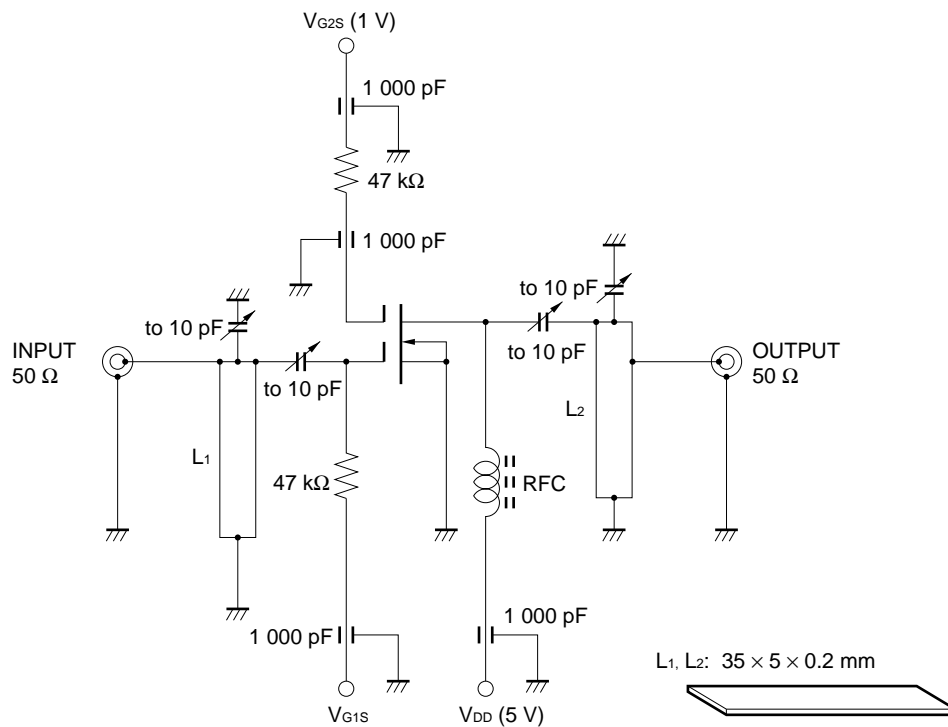 VG2S (1 V)
1 000 pF
47 kΩ
1 000 pF
to 10 pF
to 10 pF
INPUT
50 Ω
to 10 pF
to 10 pF
OUTPUT
50 Ω
L1
L2
47 kΩ
RFC
1 000 pF
1 000 pF
L1, L2: 35 × 5 × 0.2 mm
VG1S
VDD (5 V)